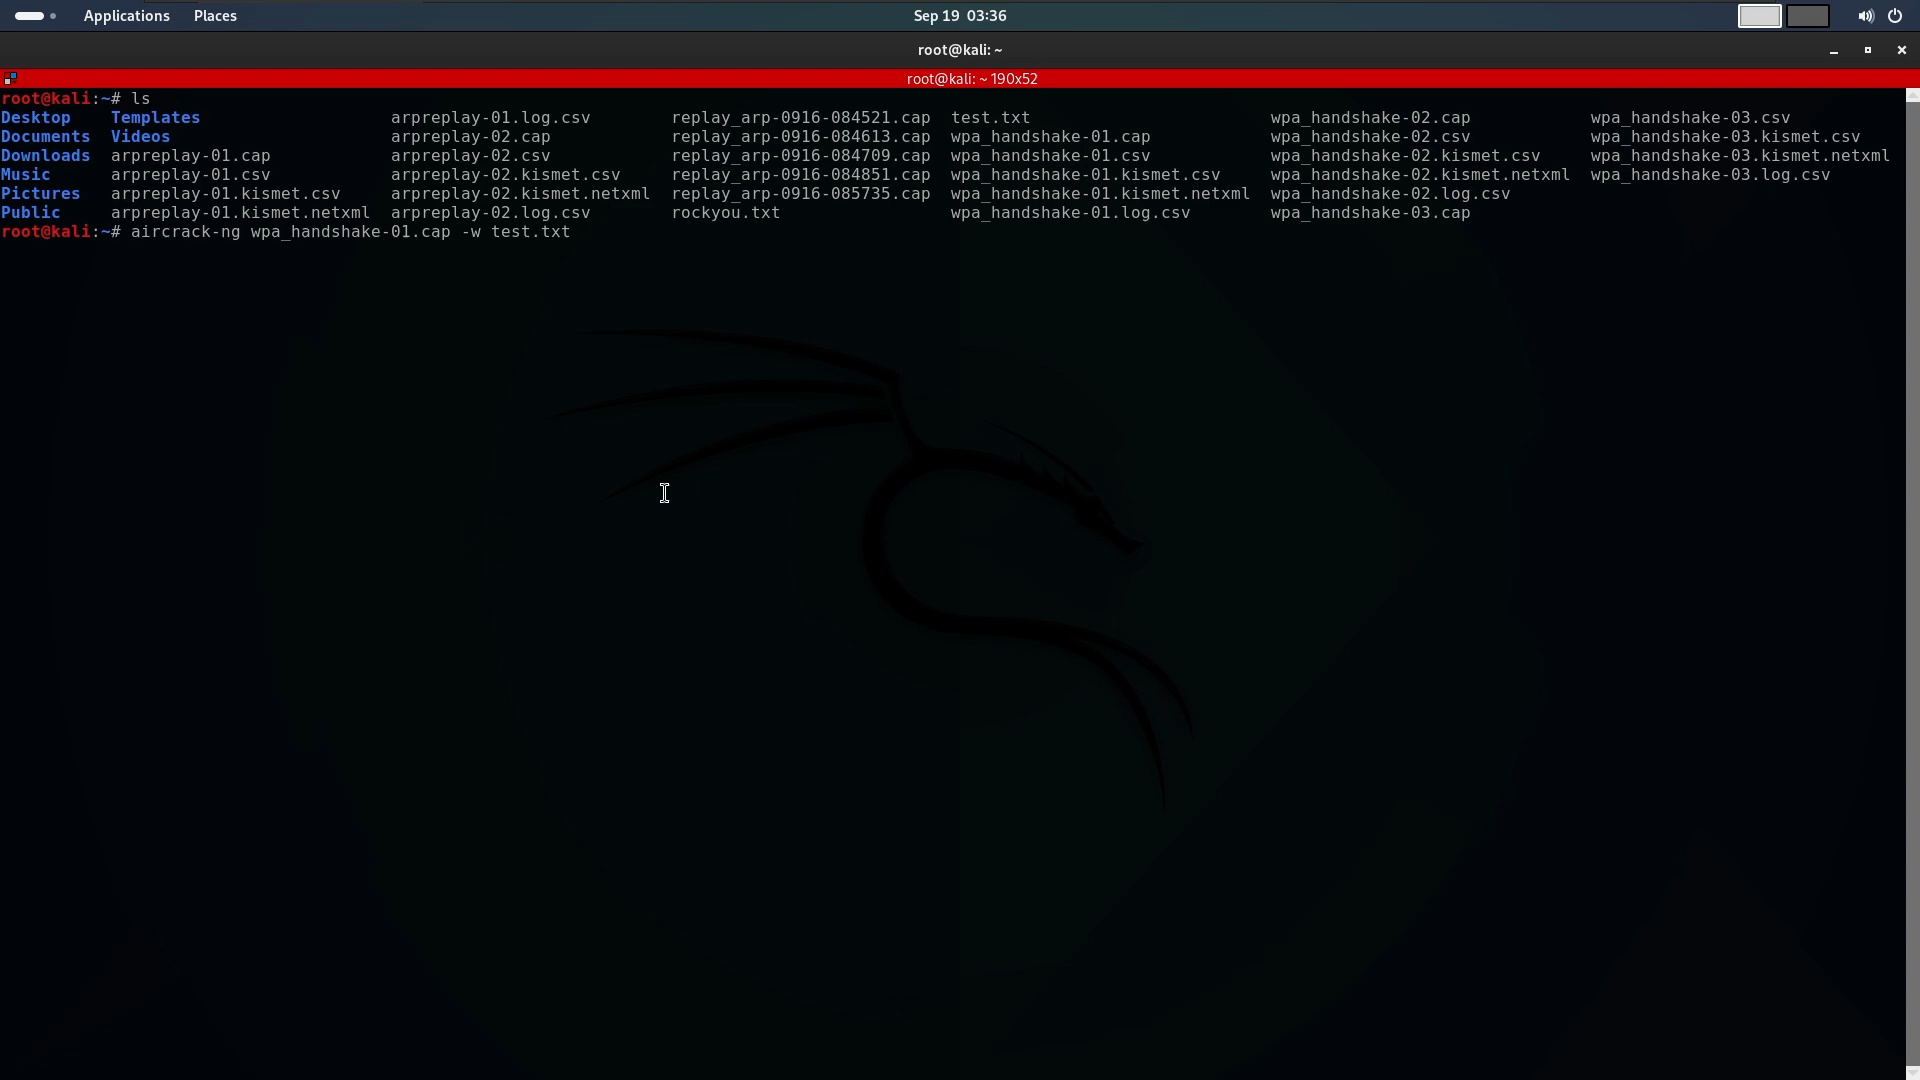 Applications Places Sep 19 03:36
root@kali: ~
root@kali: ~ 190x52
root@kali:~# ls
Desktop Templates arpreplay-01.log.csv replay_arp-0916-084521.cap test.txt wpa_handshake-02.cap wpa_handshake-03.csv
Documents Videos arpreplay-02.cap replay_arp-0916-084613.cap wpa_handshake-01.cap wpa_handshake-02.csv wpa_handshake-03.kismet.csv
Downloads arpreplay-01.cap arpreplay-02.csv replay_arp-0916-084709.cap wpa_handshake-01.csv wpa_handshake-02.kismet.csv wpa_handshake-03.kismet.netxml
Music arpreplay-01.csv arpreplay-02.kismet.csv replay_arp-0916-084851.cap wpa_handshake-01.kismet.csv wpa_handshake-02.kismet.netxml wpa_handshake-03.log.csv
Pictures arpreplay-01.kismet.csv arpreplay-02.kismet.netxml replay_arp-0916-085735.cap wpa_handshake-01.kismet.netxml wpa_handshake-02.log.csv
Public arpreplay-01.kismet.netxml arpreplay-02.log.csv rockyou.txt wpa_handshake-01.log.csv wpa_handshake-03.cap
root@kali:~# aircrack-ng wpa_handshake-01.cap -w test.txt